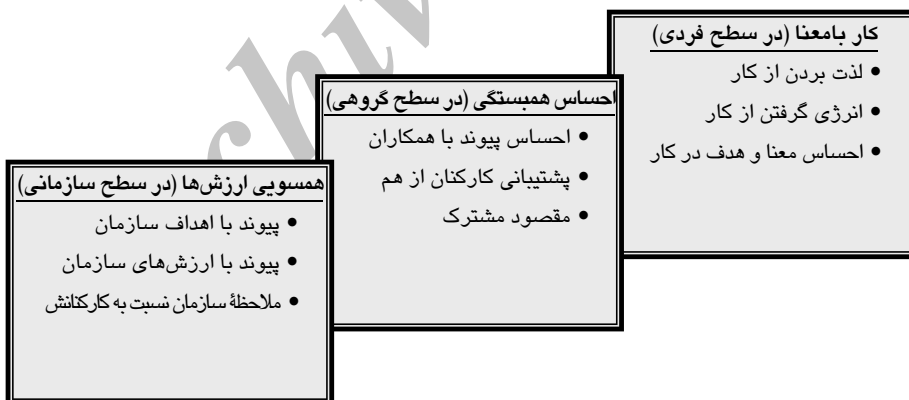 کار بامعنا (در سطح فردی)
• لذت بردن از کار
• انرژی گرفتن از کار
• احساس معنا و هدف در کار
احساس همبستگی (در سطح گروهی)
• احساس پیوند با همکاران
• پشتیبانی کارکنان از هم
• مقصود مشترک
همسویی ارزش‌ها (در سطح سازمانی)
• پیوند با اهداف سازمان
• پیوند با ارزش‌های سازمان
• ملاحظهٔ سازمان نسبت به کارکنانش